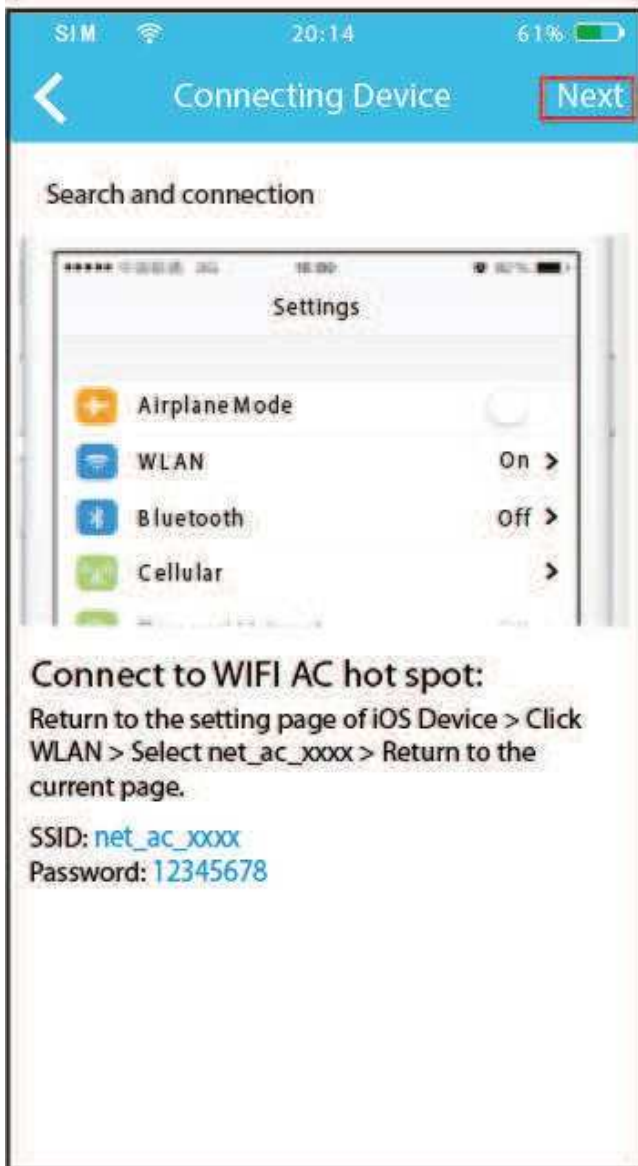 SIM 20:14 61%
Connecting Device Next
Search and connection
Settings
Airplane Mode
WLAN On >
Bluetooth Off >
Cellular >
Connect to WIFI AC hot spot:
Return to the setting page of iOS Device > Click
WLAN > Select net_ac_xxxx > Return to the
current page.
SSID: net_ac_xxxx
Password: 12345678